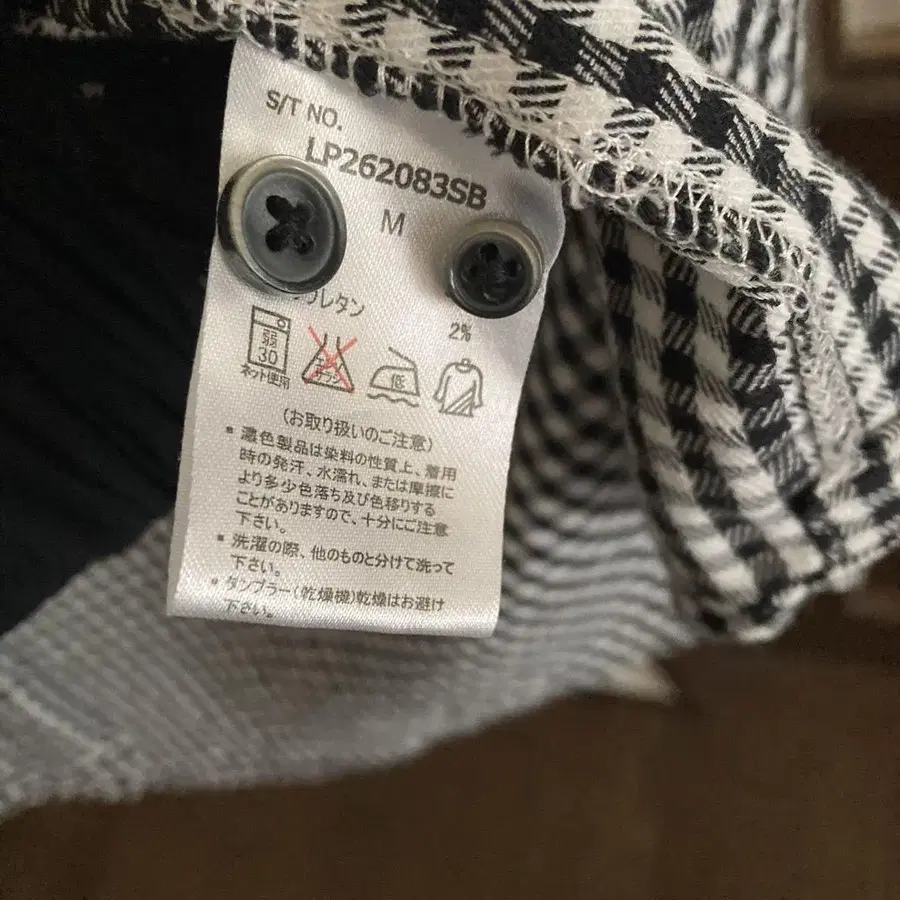 S/T NO.
LP262083SB
M
ウレタン
2%
弱
30
ネット使用
低
(お取り扱いのご注意)
▪ 濃色製品は染料の性質上、着用
時の発汗、水濡れ、または摩擦に
より多少色落ち及び色移りする
ことがありますので、十分にご注意
下さい。
▪ 洗濯の際、他のものと分けて洗って
下さい。
▪ タンブラー(乾燥機)乾燥はお避け
下さい。